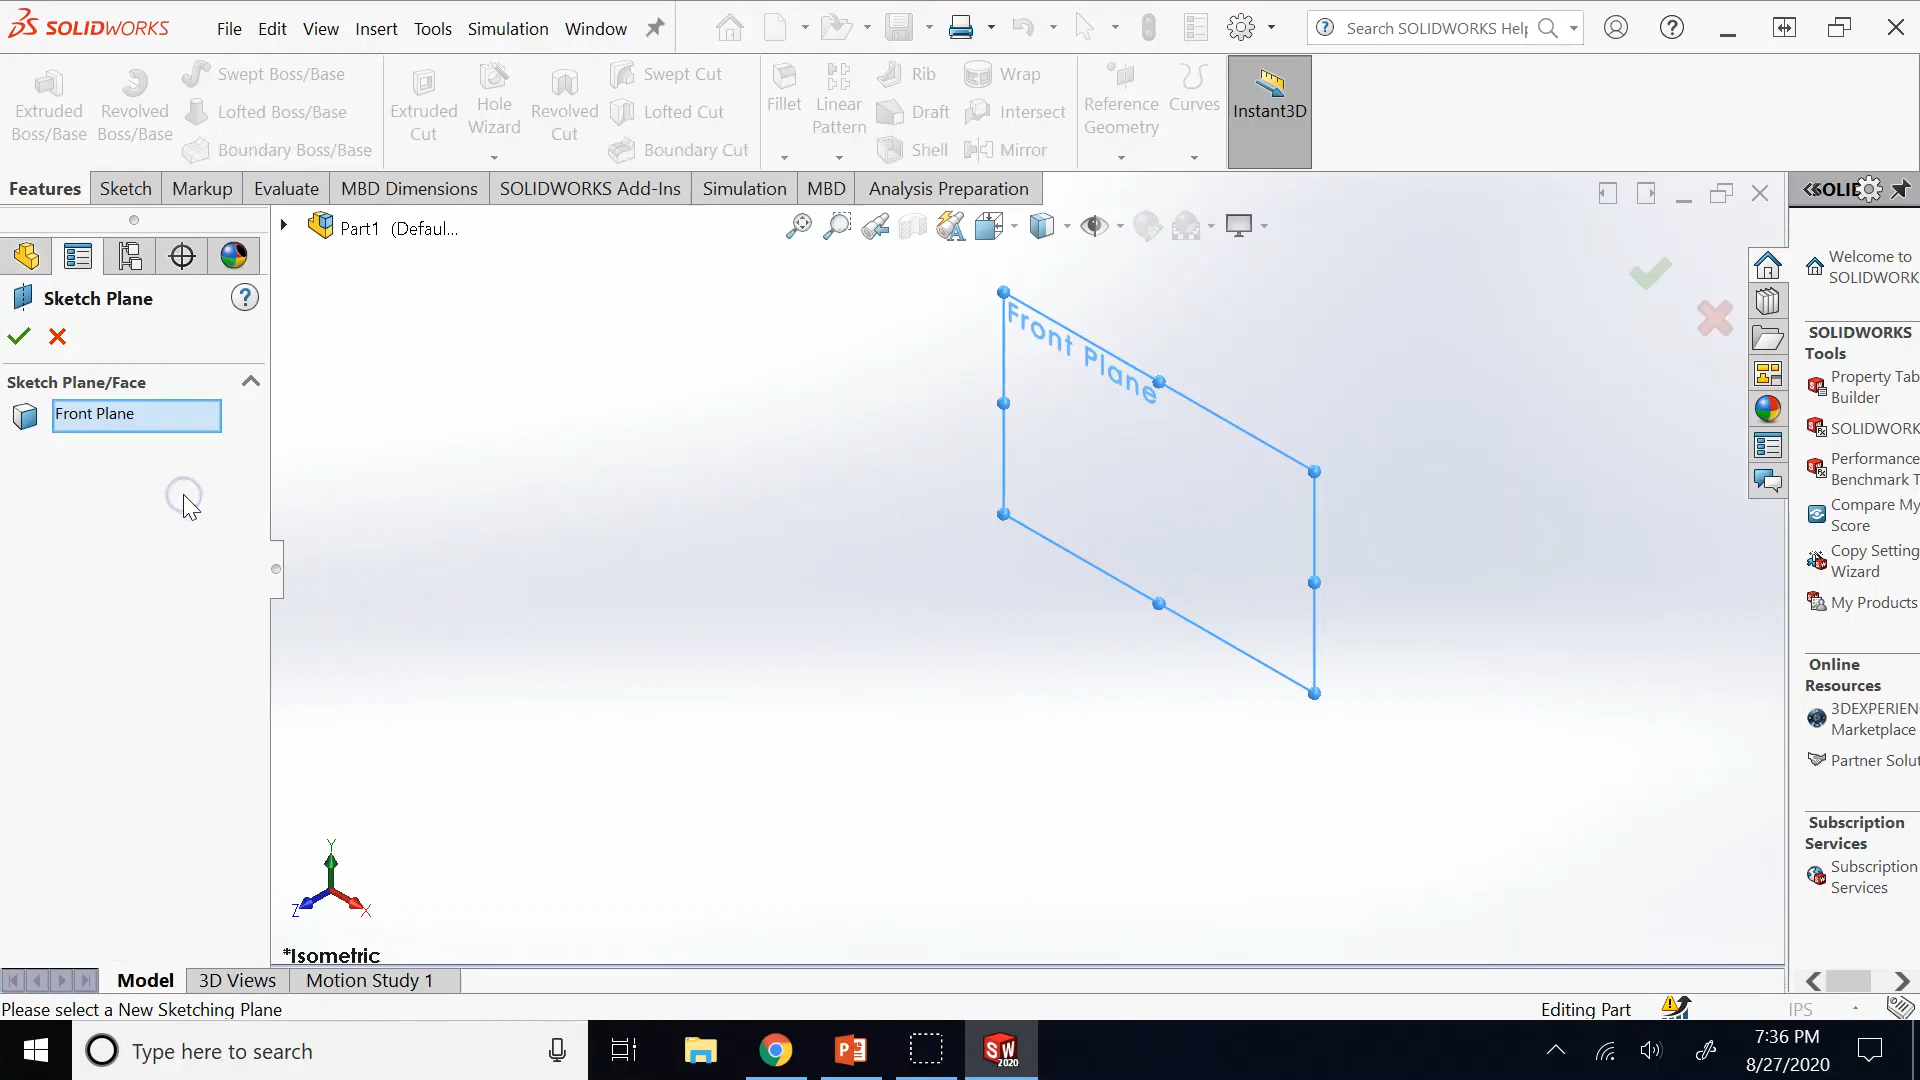 SOLIDWORKS
File Edit View Insert Tools Simulation Window
Search SOLIDWORKS Help
Extruded Boss/Base
Revolved Boss/Base
Swept Boss/Base
Lofted Boss/Base
Boundary Boss/Base
Extruded Cut
Hole Wizard
Revolved Cut
Swept Cut
Lofted Cut
Boundary Cut
Fillet
Linear Pattern
Rib
Draft
Shell
Wrap
Intersect
Mirror
Reference Geometry
Curves
Instant3D
Features Sketch Markup Evaluate MBD Dimensions SOLIDWORKS Add-Ins Simulation MBD Analysis Preparation
SOLID
Part1 (Defaul...
Sketch Plane
Sketch Plane/Face
Front Plane
Front Plane
Y
Z
X
*Isometric
Welcome to
SOLIDWORK
SOLIDWORKS
Tools
Property Tab
Builder
SOLIDWORK
Performance
Benchmark T
Compare My
Score
Copy Setting
Wizard
My Products
Online
Resources
3DEXPERIEN
Marketplace
Partner Solut
Subscription
Services
Subscription
Services
Model 3D Views Motion Study 1
Please select a New Sketching Plane
Editing Part
IPS
Type here to search
SW
2020
7:36 PM
8/27/2020